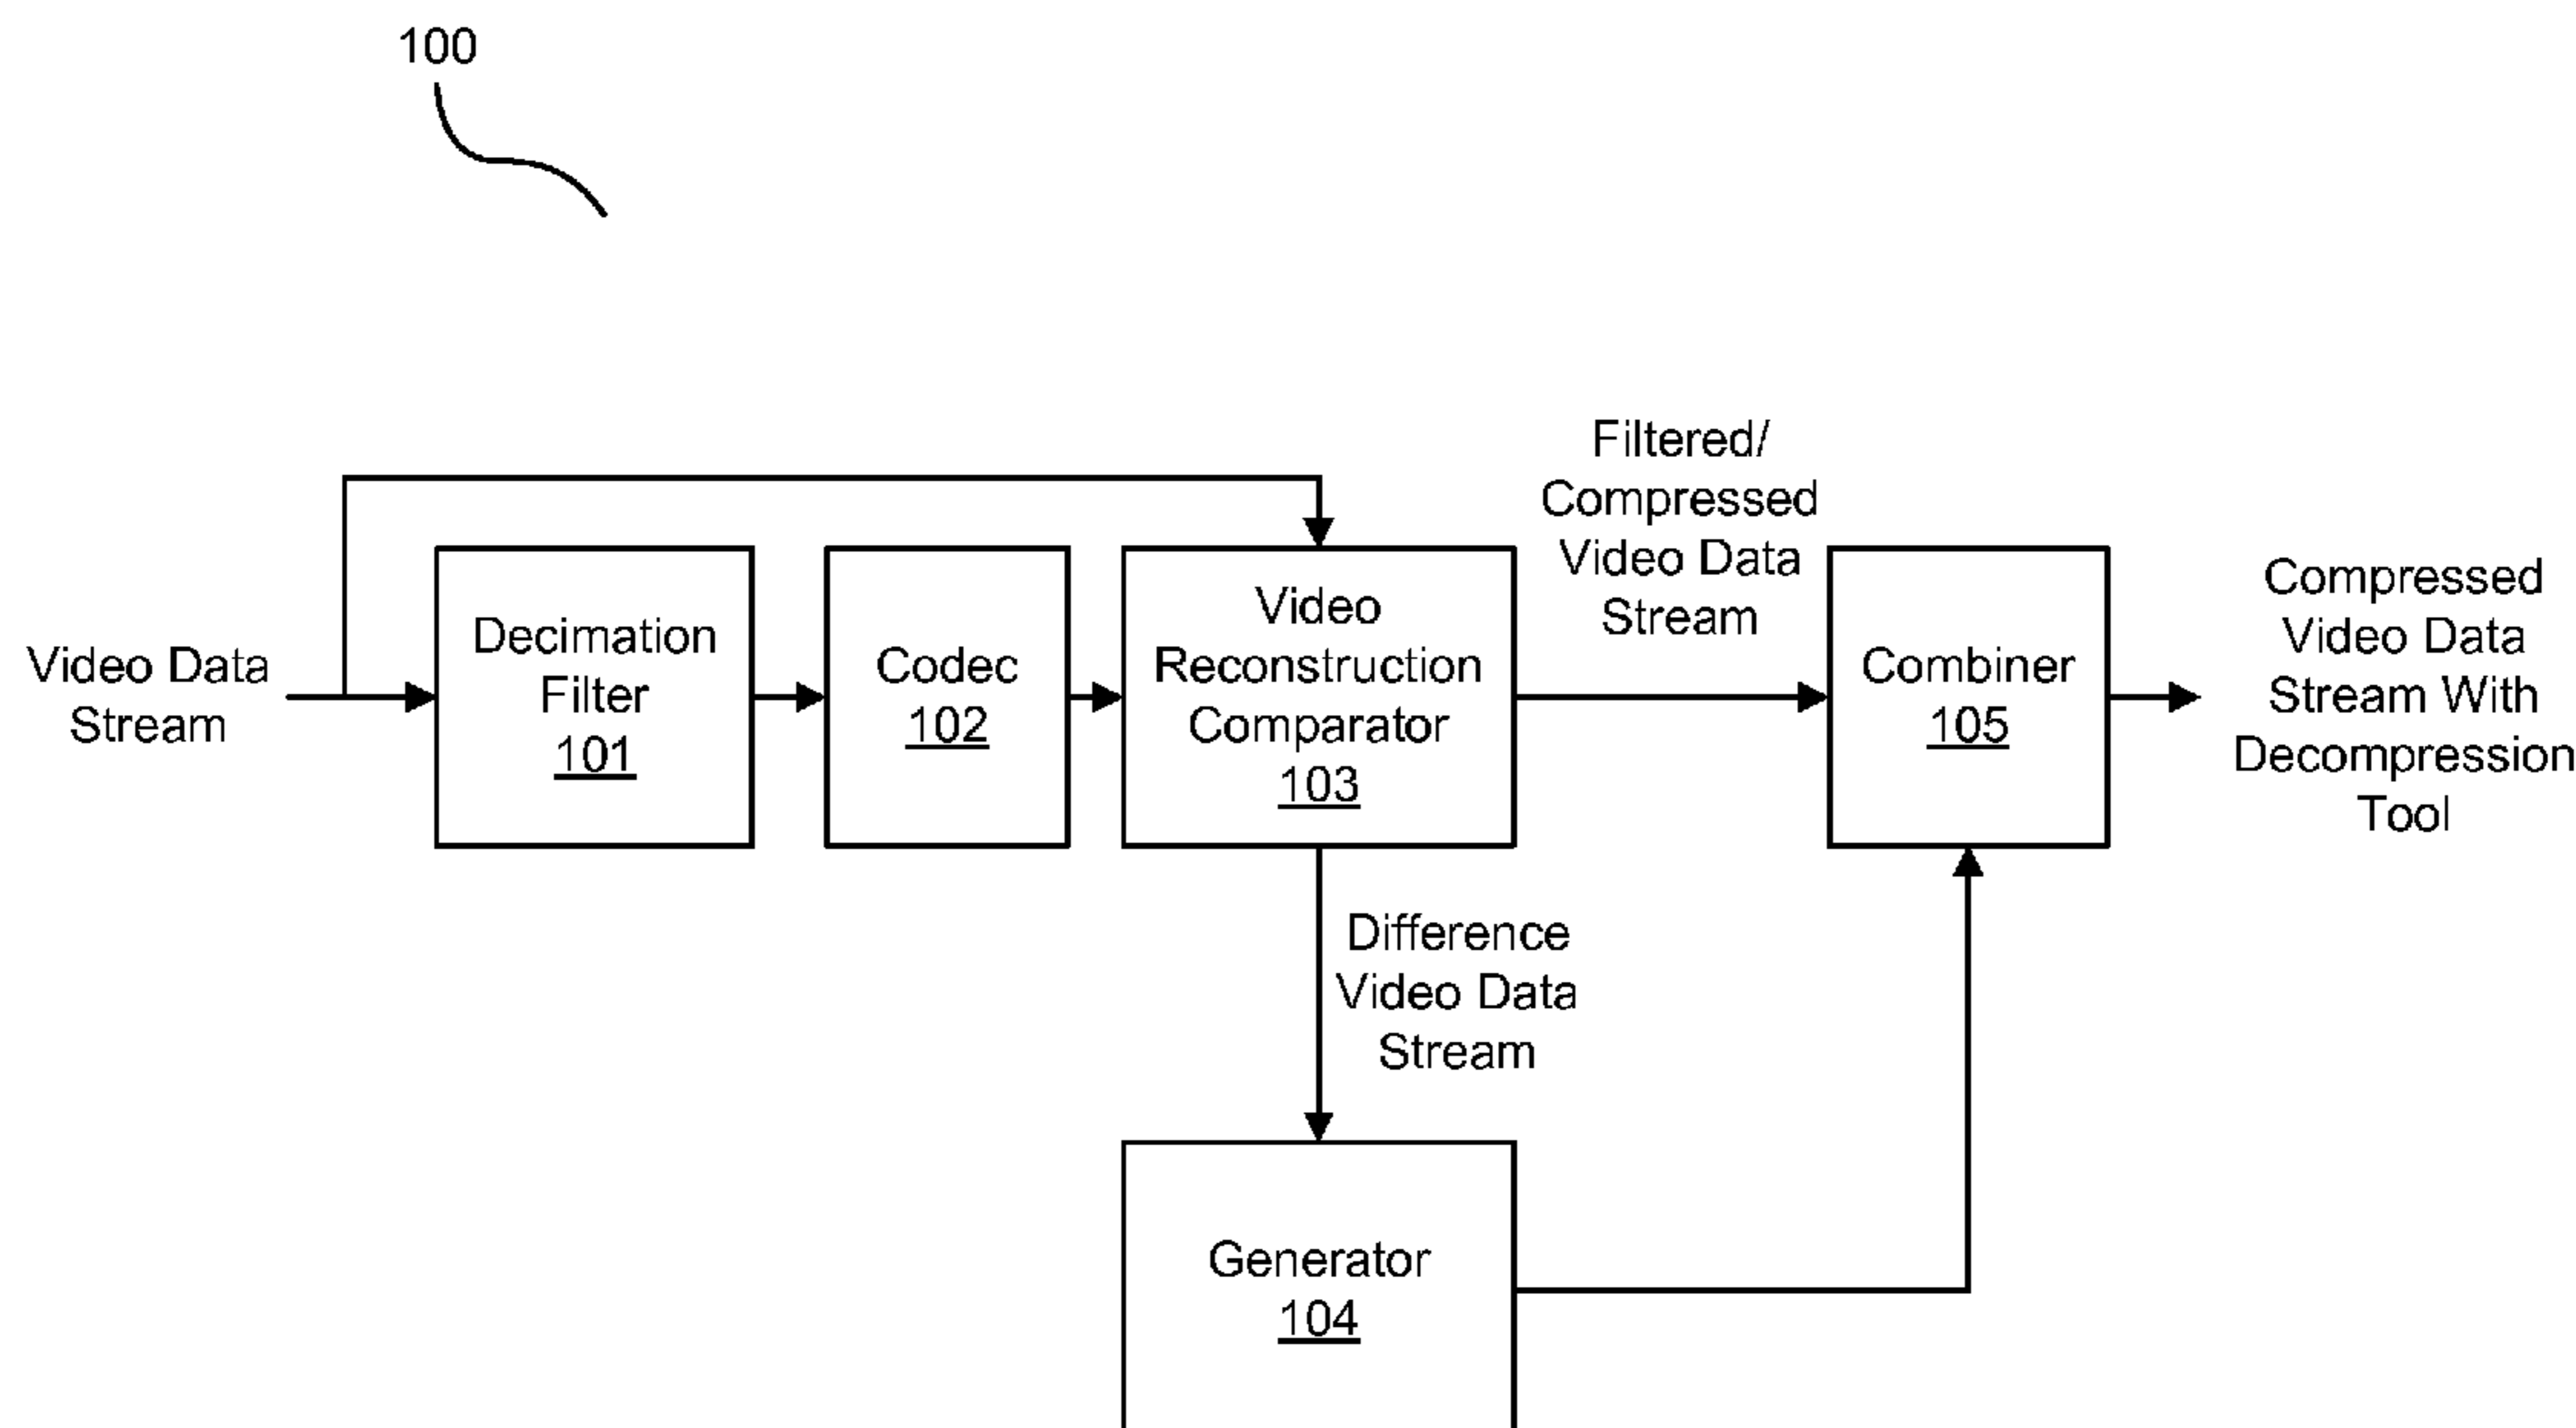 100
Video Data
Stream
Decimation
Filter
101
Codec
102
Video
Reconstruction
Comparator
103
Filtered/
Compressed
Video Data
Stream
Combiner
105
Compressed
Video Data
Stream With
Decompression
Tool
Difference
Video Data
Stream
Generator
104